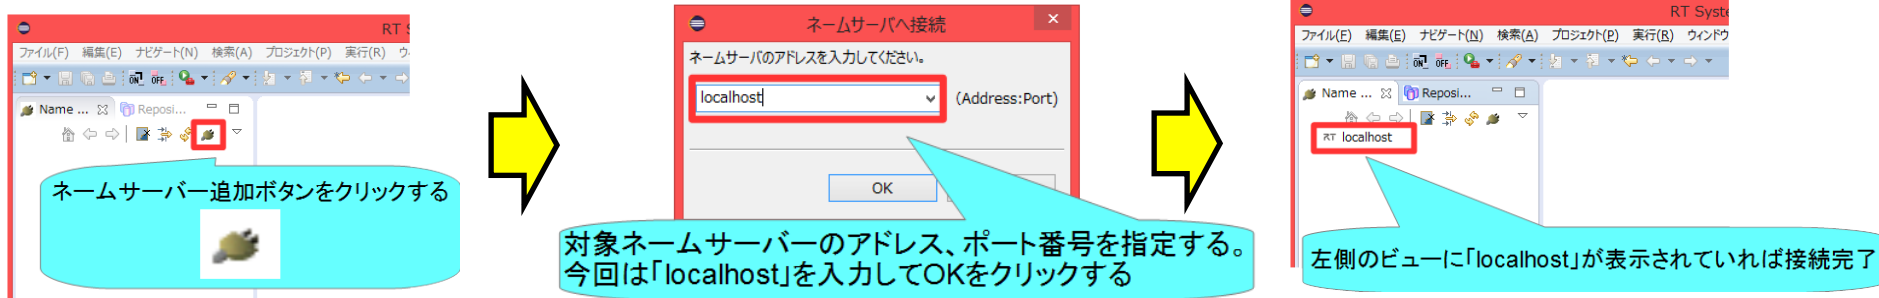 RT S
ファイル(F) 編集(E) ナビゲート(N) 検索(A) プロジェクト(P) 実行(R) ウ
ON OFF
Name ... Reposi...
ネームサーバー追加ボタンをクリックする
ネームサーバへ接続
ネームサーバのアドレスを入力してください。
localhost (Address:Port)
OK
対象ネームサーバーのアドレス、ポート番号を指定する。
今回は「localhost」を入力してOKをクリックする
RT Syste
ファイル(F) 編集(E) ナビゲート(N) 検索(A) プロジェクト(P) 実行(R) ウィンドウ
ON OFF
Name ... Reposi...
RT localhost
左側のビューに「localhost」が表示されていれば接続完了